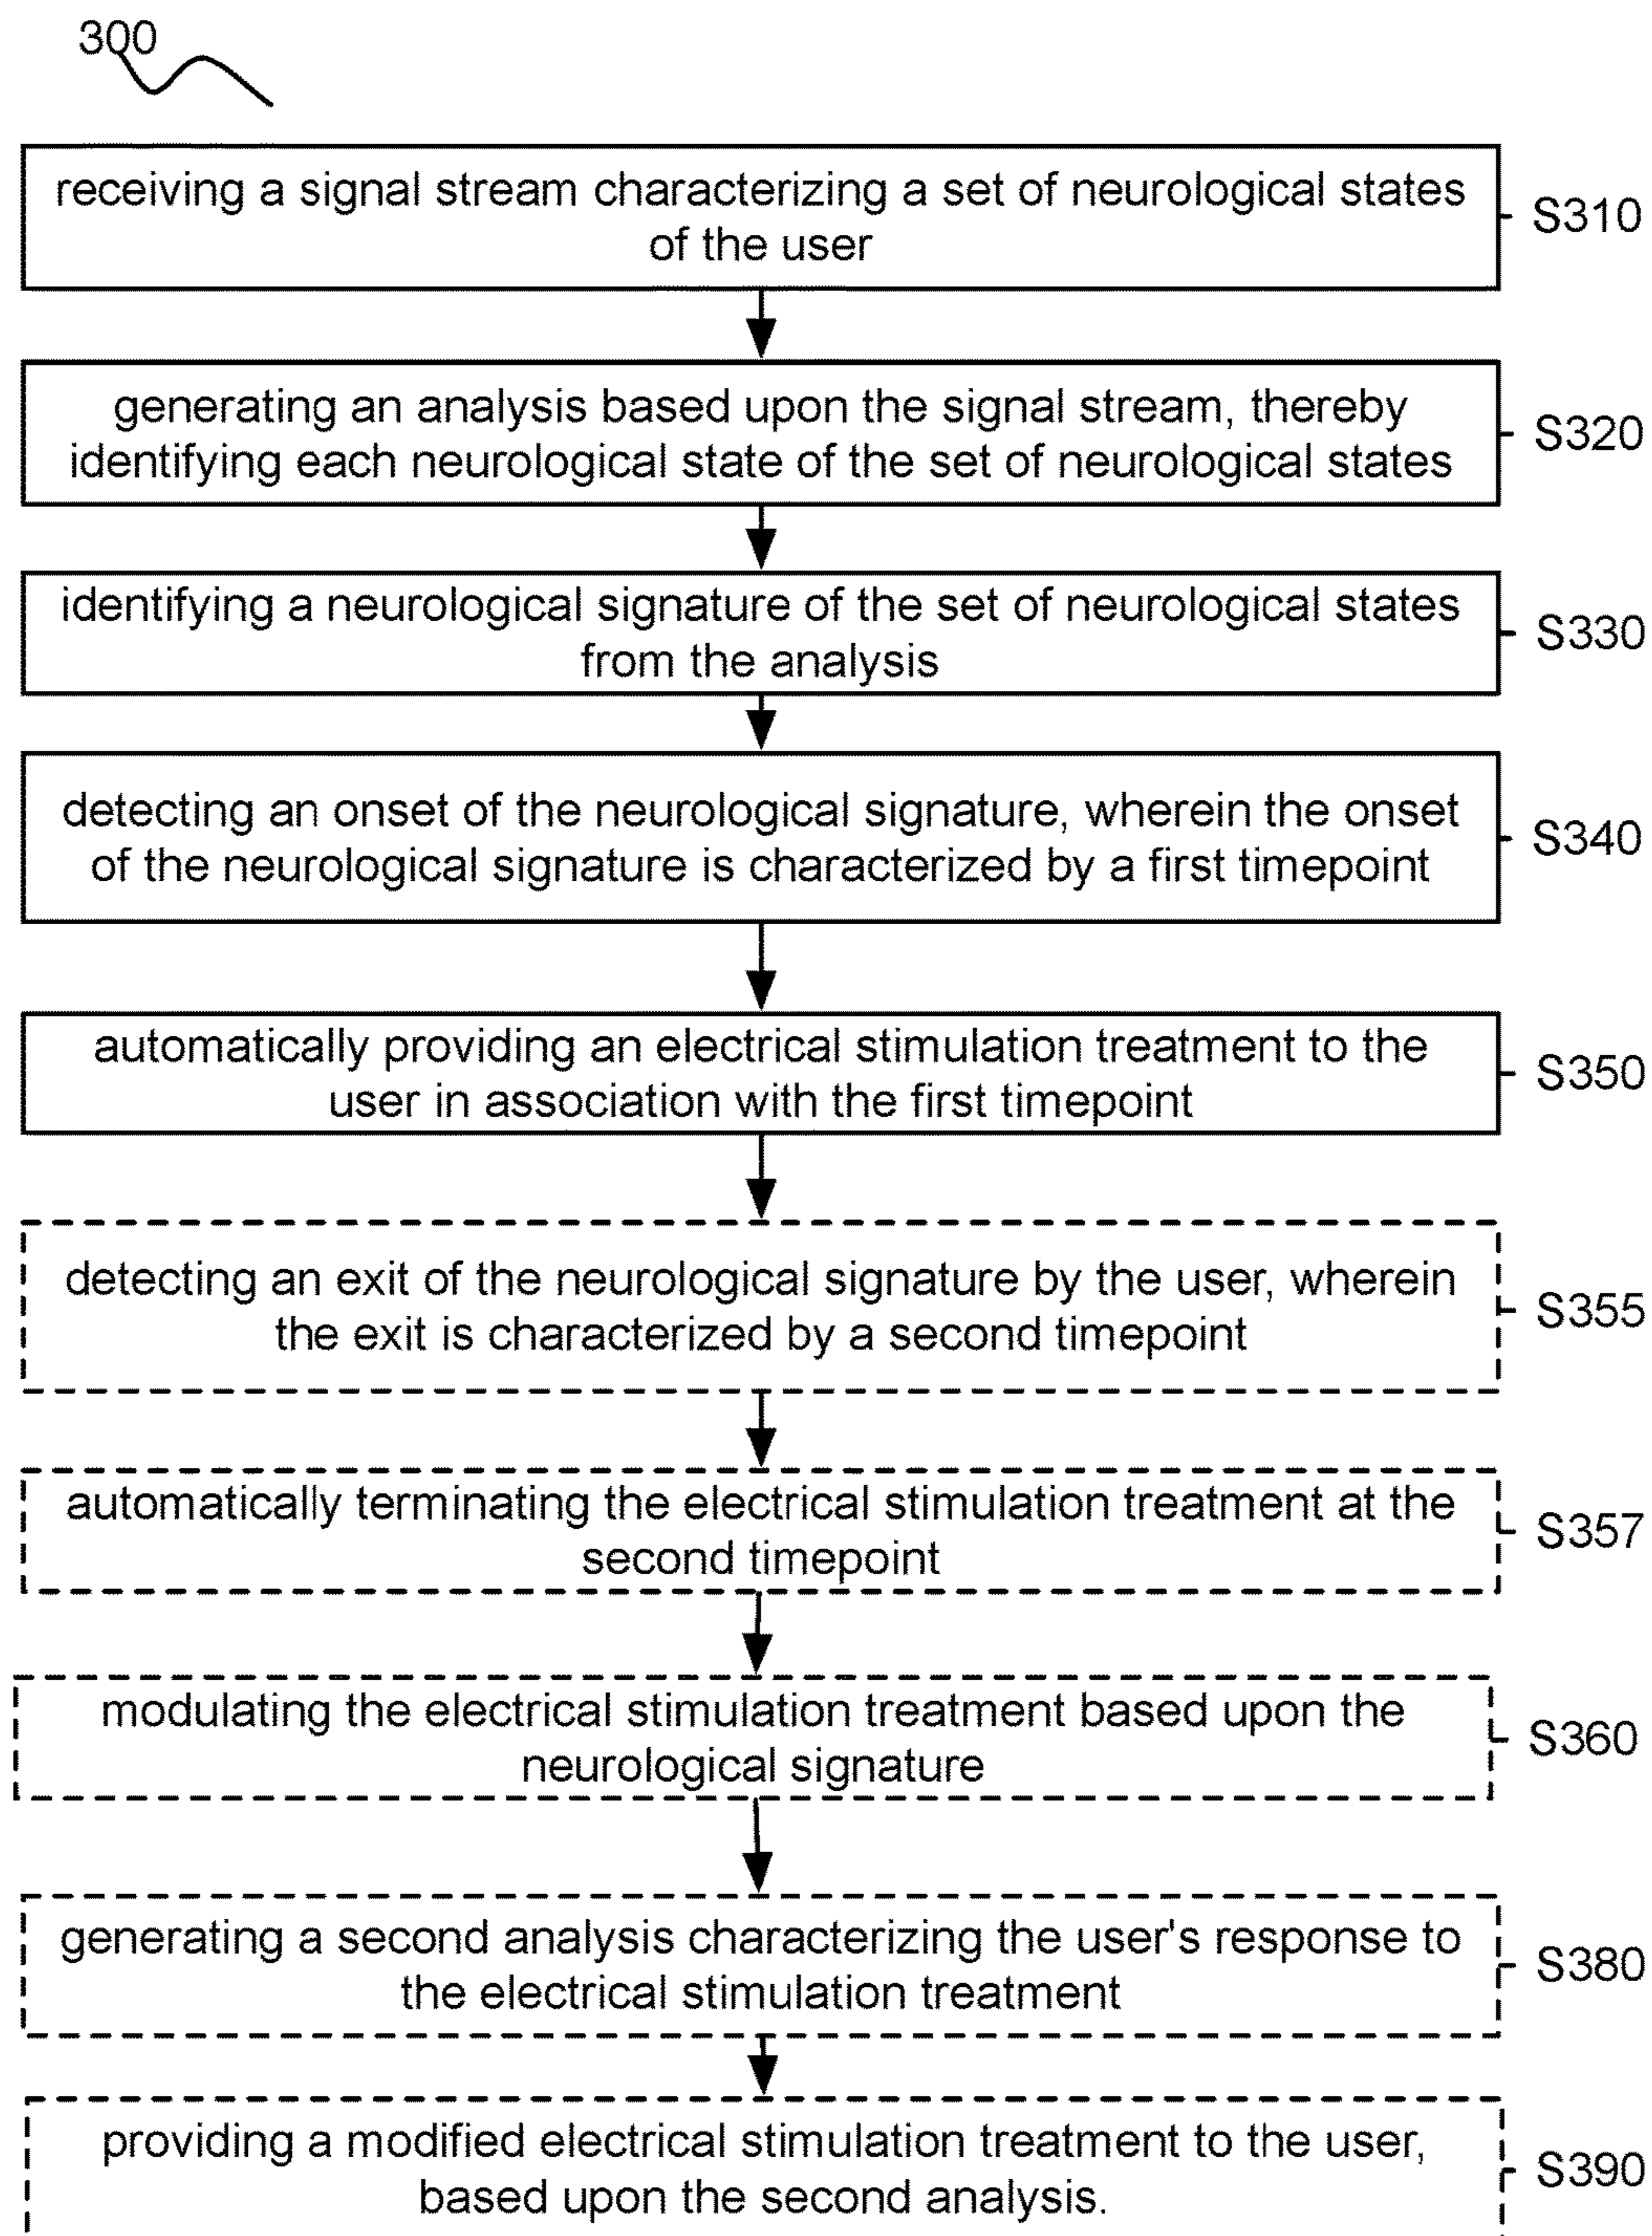 300
receiving a signal stream characterizing a set of neurological states
of the user
S310
generating an analysis based upon the signal stream, thereby
identifying each neurological state of the set of neurological states
S320
identifying a neurological signature of the set of neurological states
from the analysis
S330
detecting an onset of the neurological signature, wherein the onset
of the neurological signature is characterized by a first timepoint
S340
automatically providing an electrical stimulation treatment to the
user in association with the first timepoint
S350
detecting an exit of the neurological signature by the user, wherein
the exit is characterized by a second timepoint
S355
automatically terminating the electrical stimulation treatment at the
second timepoint
S357
modulating the electrical stimulation treatment based upon the
neurological signature
S360
generating a second analysis characterizing the user's response to
the electrical stimulation treatment
S380
providing a modified electrical stimulation treatment to the user,
based upon the second analysis.
S390